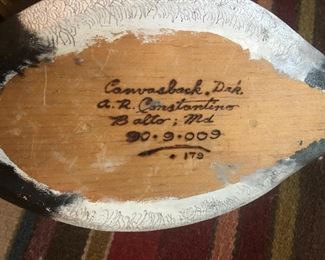 Canvasback. Drk.
A. R. Constantino
Balto; Md
90·9·009
·179